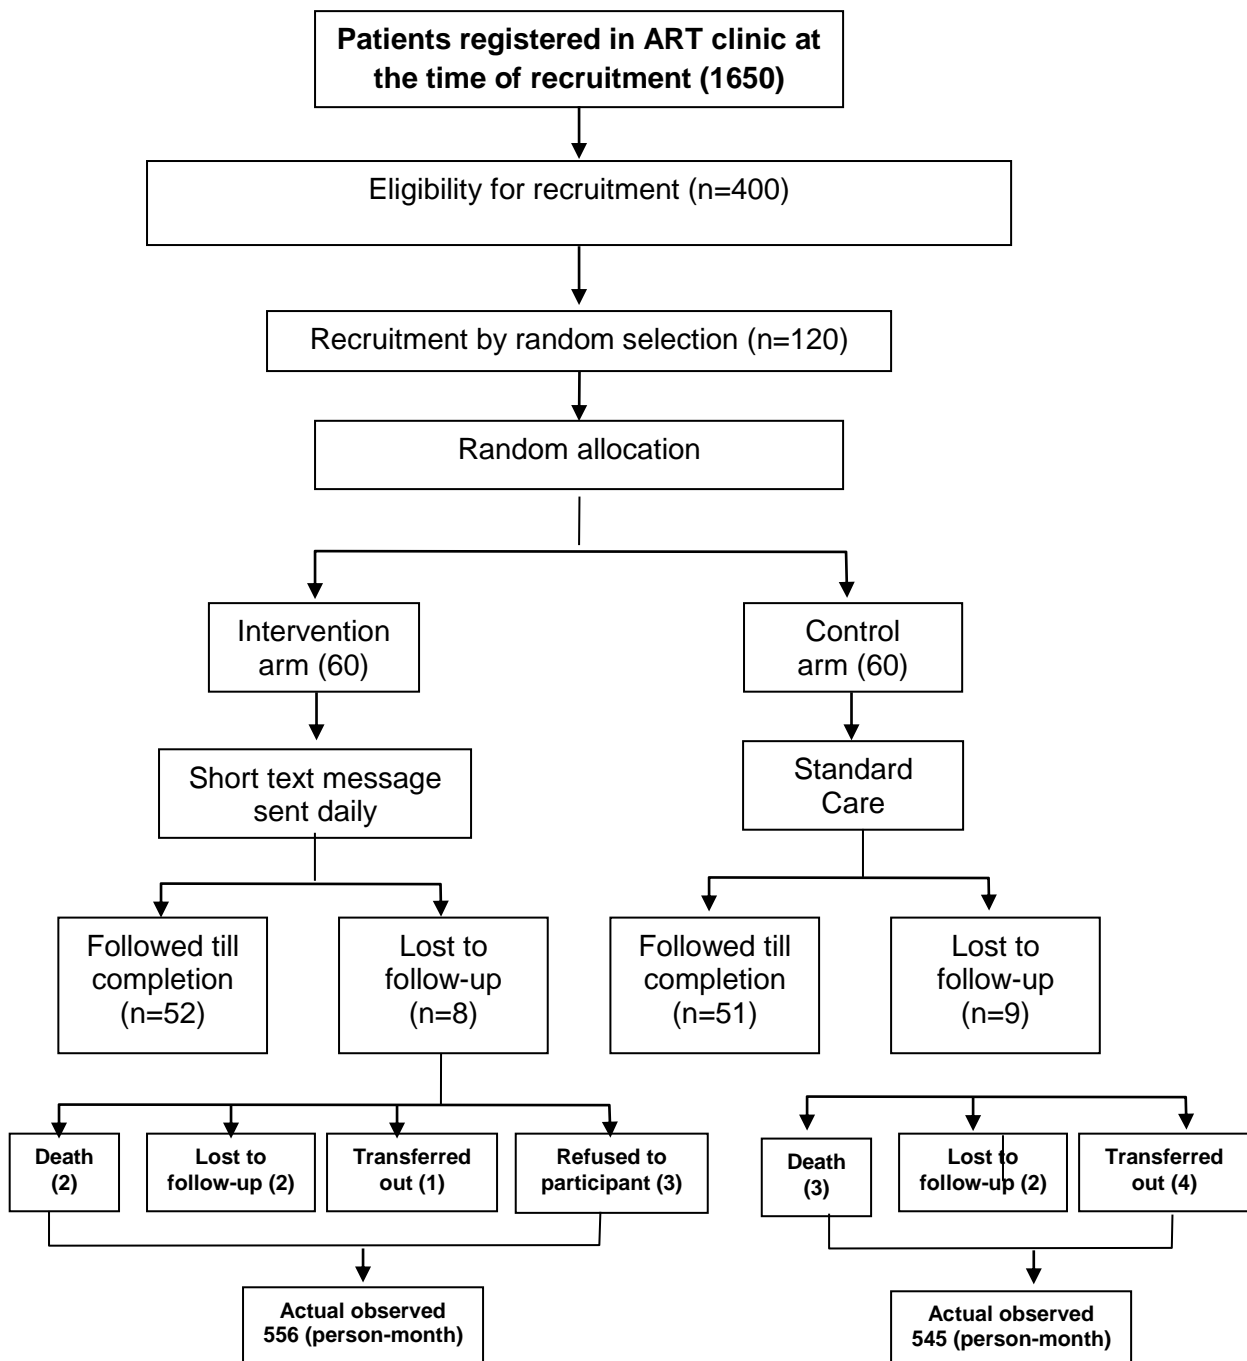 Patients registered in ART clinic at
the time of recruitment (1650)
Eligibility for recruitment (n=400)
Recruitment by random selection (n=120)
Random allocation
Intervention
arm (60)
Control
arm (60)
Short text message
sent daily
Standard
Care
Followed till
completion
(n=52)
Lost to
follow-up
(n=8)
Followed till
completion
(n=51)
Lost to
follow-up
(n=9)
Death
(2)
Lost to
follow-up (2)
Transferred
out (1)
Refused to
participant (3)
Death
(3)
Lost to
follow-up (2)
Transferred
out (4)
Actual observed
556 (person-month)
Actual observed
545 (person-month)